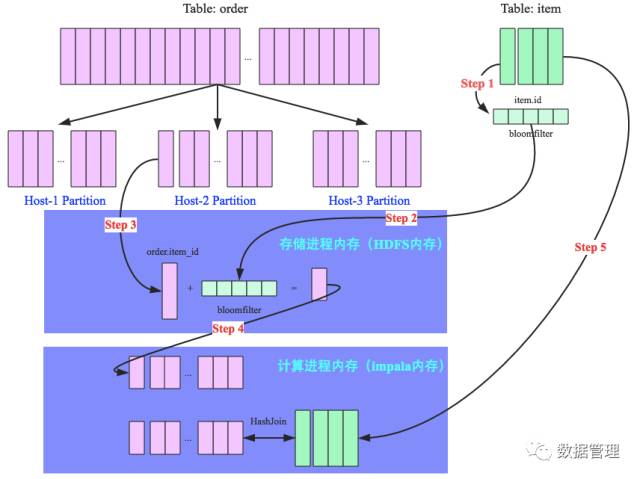 Table: order
Table: item
...
...
Step 1
item.id
bloomfilter
...
...
...
Host-1 Partition
Host-2 Partition
Host-3 Partition
Step 2
Step 3
存储进程内存（HDFS内存）
Step 5
order.item_id
+
=
bloomfilter
Step 4
计算进程内存（impala内存）
...
HashJoin
...
数据管理